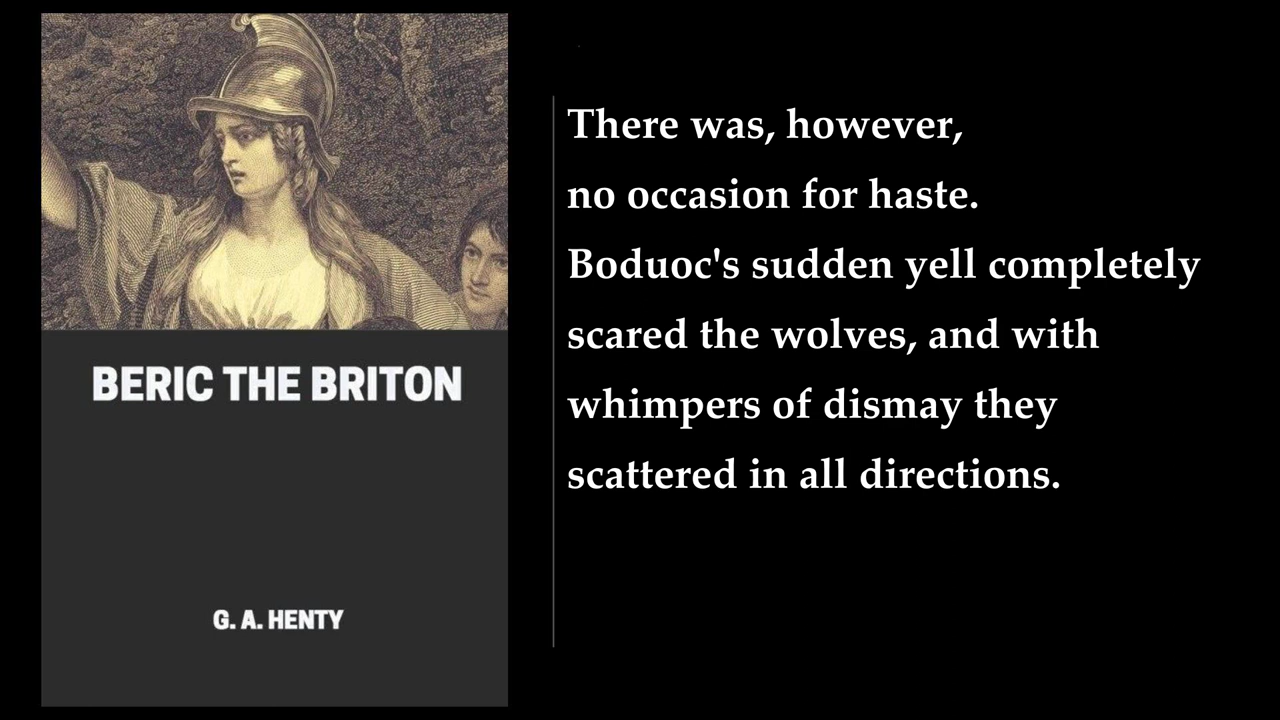 BERIC THE BRITON
G. A. HENTY
There was, however,
no occasion for haste.
Boduoc's sudden yell completely
scared the wolves, and with
whimpers of dismay they
scattered in all directions.